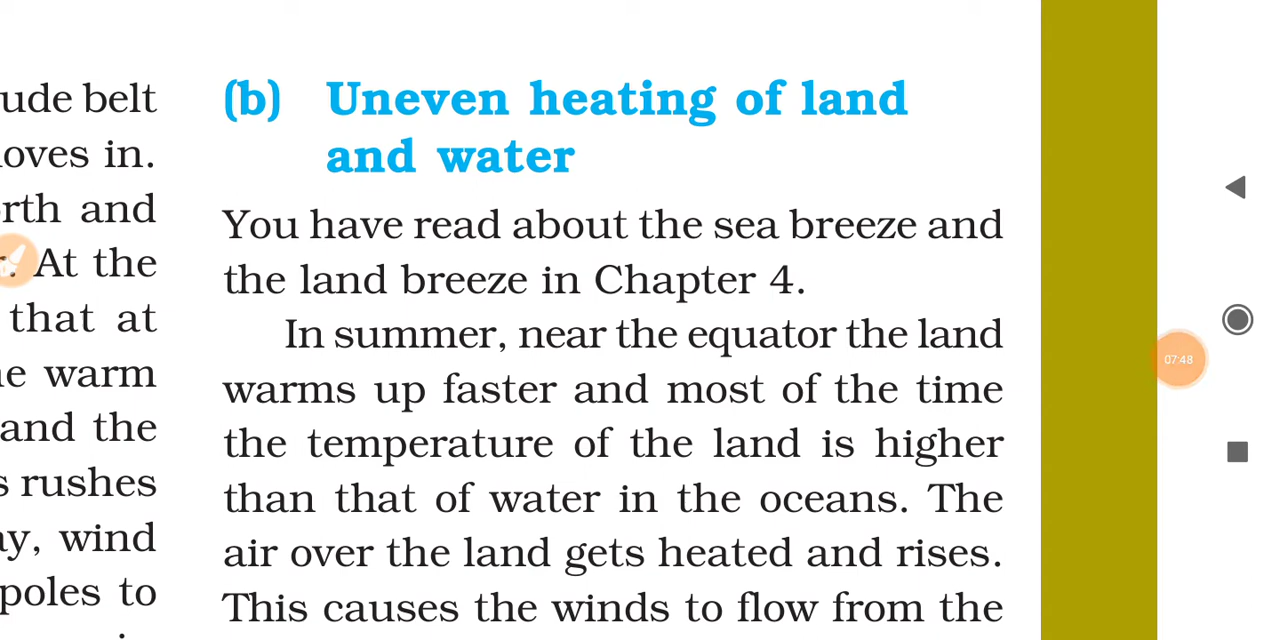 ude belt
oves in.
rth and
At the
that at
e warm
and the
s rushes
ay, wind
poles to
(b) Uneven heating of land
and water
You have read about the sea breeze and
the land breeze in Chapter 4.
In summer, near the equator the land
warms up faster and most of the time
the temperature of the land is higher
than that of water in the oceans. The
air over the land gets heated and rises.
This causes the winds to flow from the
07:48